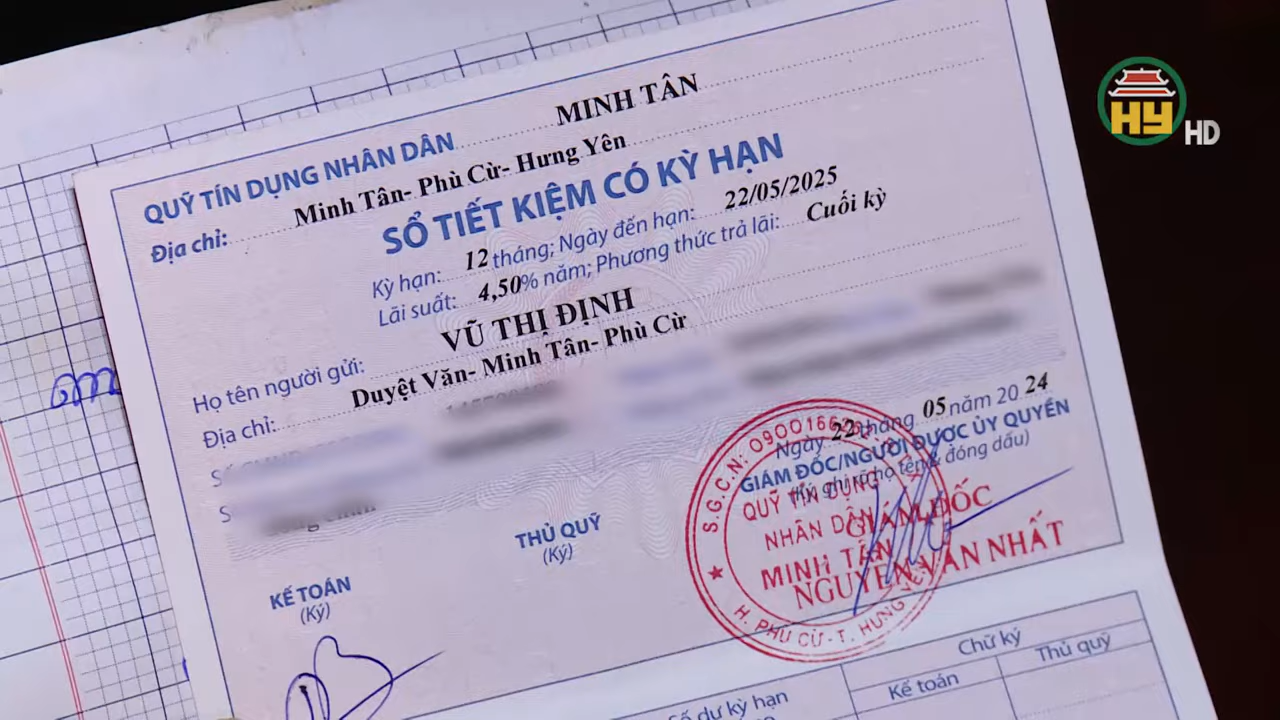 HY HD
QUỸ TÍN DỤNG NHÂN DÂN MINH TÂN
Địa chỉ: Minh Tân- Phù Cừ- Hưng Yên
SỔ TIẾT KIỆM CÓ KỲ HẠN
Kỳ hạn: 12 tháng; Ngày đến hạn: 22/05/2025
Lãi suất: 4,50% năm; Phương thức trả lãi: Cuối kỳ
Họ tên người gửi: VŨ THỊ ĐỊNH
Địa chỉ: Duyệt Văn- Minh Tân- Phù Cừ
Ngày 22 tháng 05 năm 2024
GIÁM ĐỐC/NGƯỜI ĐƯỢC ỦY QUYỀN
(Ký, ghi rõ họ tên & đóng dấu)
S.G.C.N: 09001662
QUỸ TÍN DỤNG
NHÂN DÂN
MINH TÂN
H. PHÙ CỪ - T. HƯNG
GIÁM ĐỐC
NGUYỄN VĂN NHẤT
THỦ QUỸ
(Ký)
KẾ TOÁN
(Ký)
Chữ ký
Số dư kỳ hạn
Kế toán
Thủ quỹ